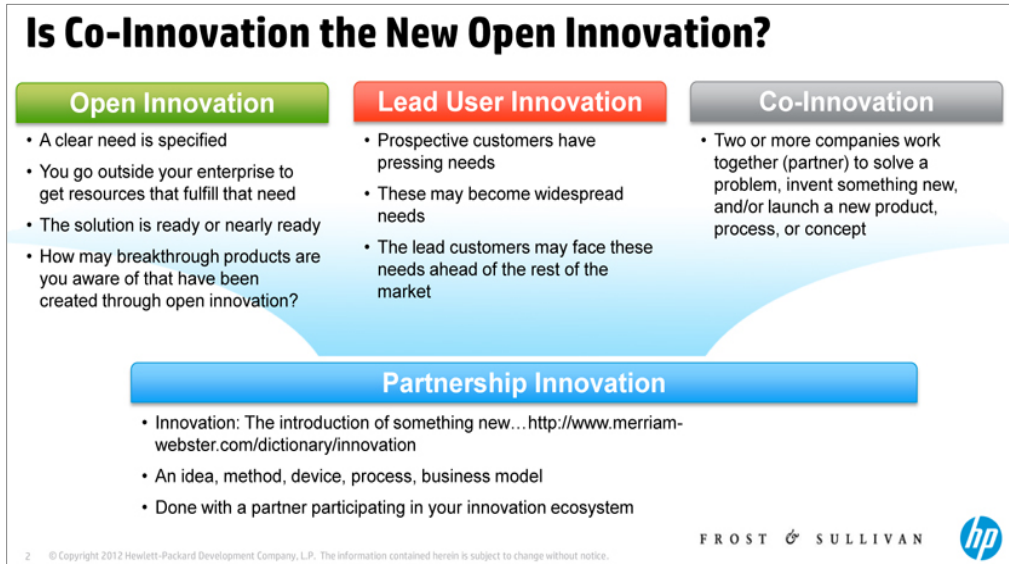 Is Co-Innovation the New Open Innovation?
Open Innovation
• A clear need is specified
• You go outside your enterprise to
get resources that fulfill that need
• The solution is ready or nearly ready
• How may breakthrough products are
you aware of that have been
created through open innovation?
Lead User Innovation
• Prospective customers have
pressing needs
• These may become widespread
needs
• The lead customers may face these
needs ahead of the rest of the
market
Co-Innovation
• Two or more companies work
together (partner) to solve a
problem, invent something new,
and/or launch a new product,
process, or concept
Partnership Innovation
• Innovation: The introduction of something new…http://www.merriam-
webster.com/dictionary/innovation
• An idea, method, device, process, business model
• Done with a partner participating in your innovation ecosystem
FROST & SULLIVAN
hp
2 © Copyright 2012 Hewlett-Packard Development Company, L.P. The information contained herein is subject to change without notice.